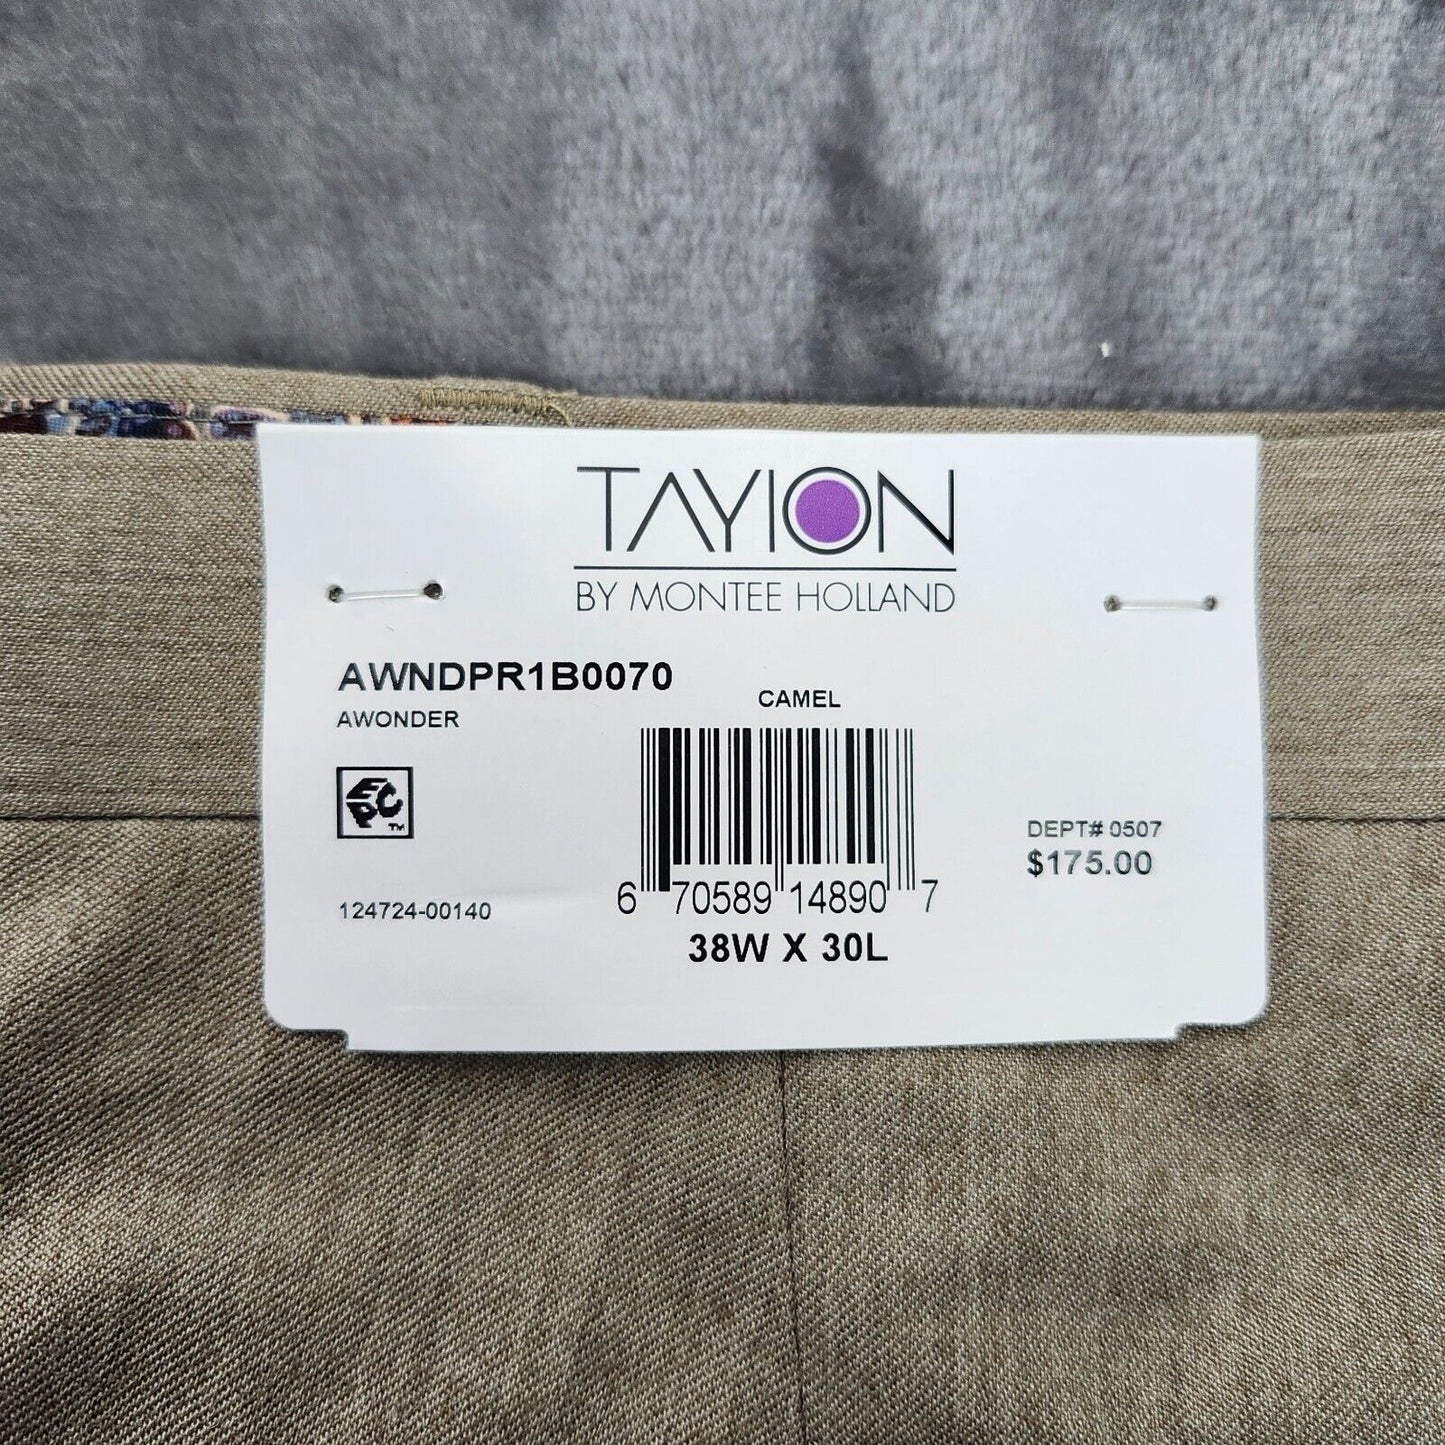 TAYION
BY MONTEE HOLLAND
AWNDPR1B0070
CAMEL
AWONDER
EPC™
DEPT# 0507
$175.00
6 70589 14890 7
124724-00140
38W X 30L